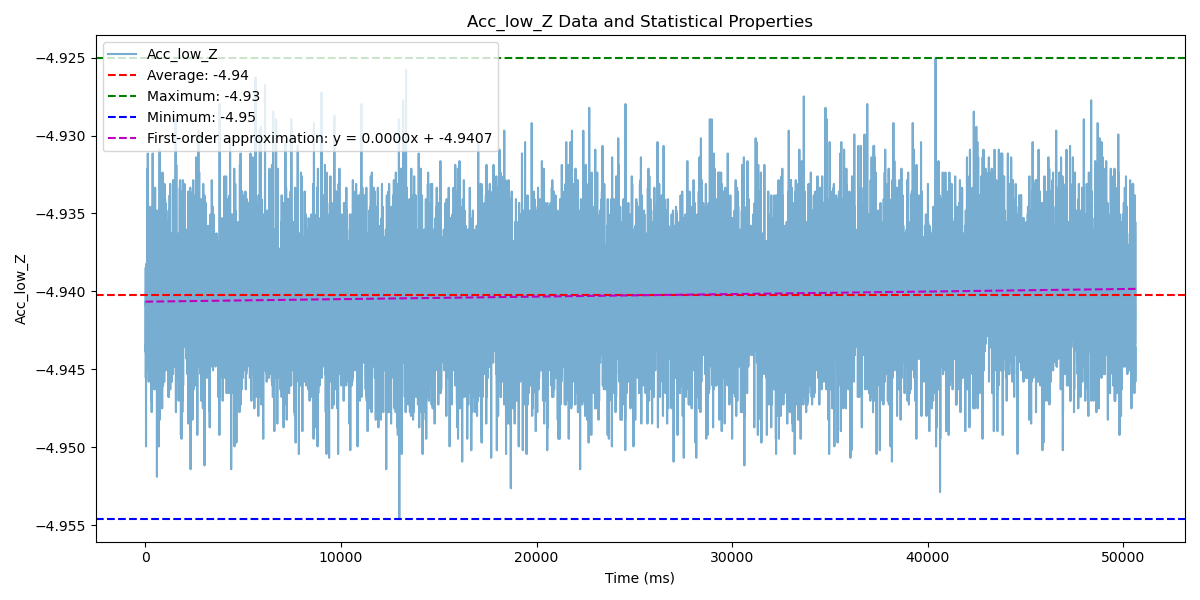 Acc_low_Z Data and Statistical Properties
Acc_low_Z
Average: -4.94
Maximum: -4.93
Minimum: -4.95
First-order approximation: y = 0.0000x + -4.9407
−4.925
−4.930
−4.935
−4.940
−4.945
−4.950
−4.955
Acc_low_Z
0 10000 20000 30000 40000 50000
Time (ms)